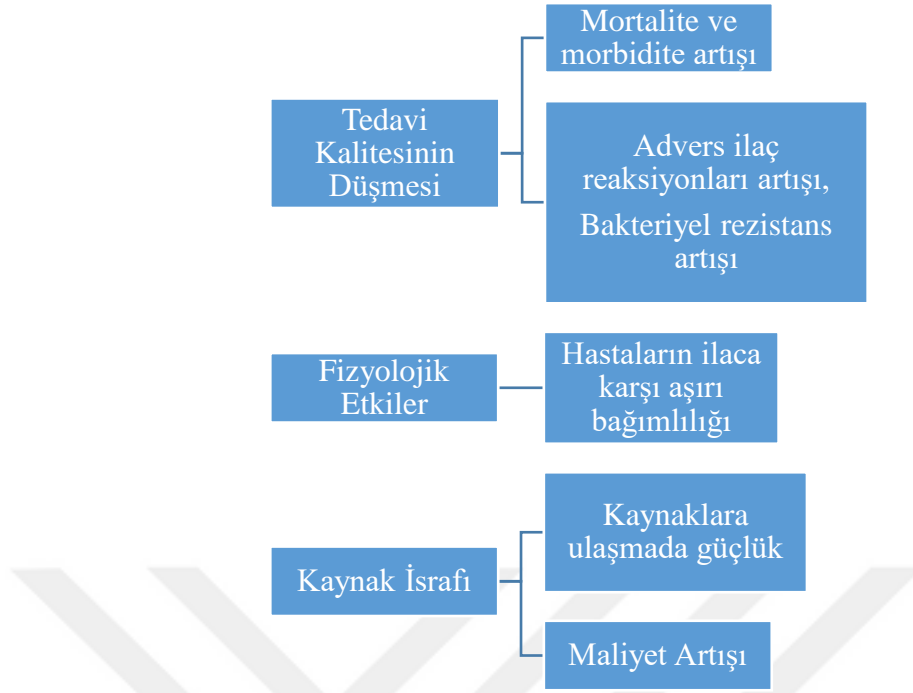 Tedavi
Kalitesinin
Düşmesi
Mortalite ve
morbidite artışı
Advers ilaç
reaksiyonları artışı,
Bakteriyel rezistans
artışı
Fizyolojik
Etkiler
Hastaların ilaca
karşı aşırı
bağımlılığı
Kaynak İsrafı
Kaynaklara
ulaşmada güçlük
Maliyet Artışı